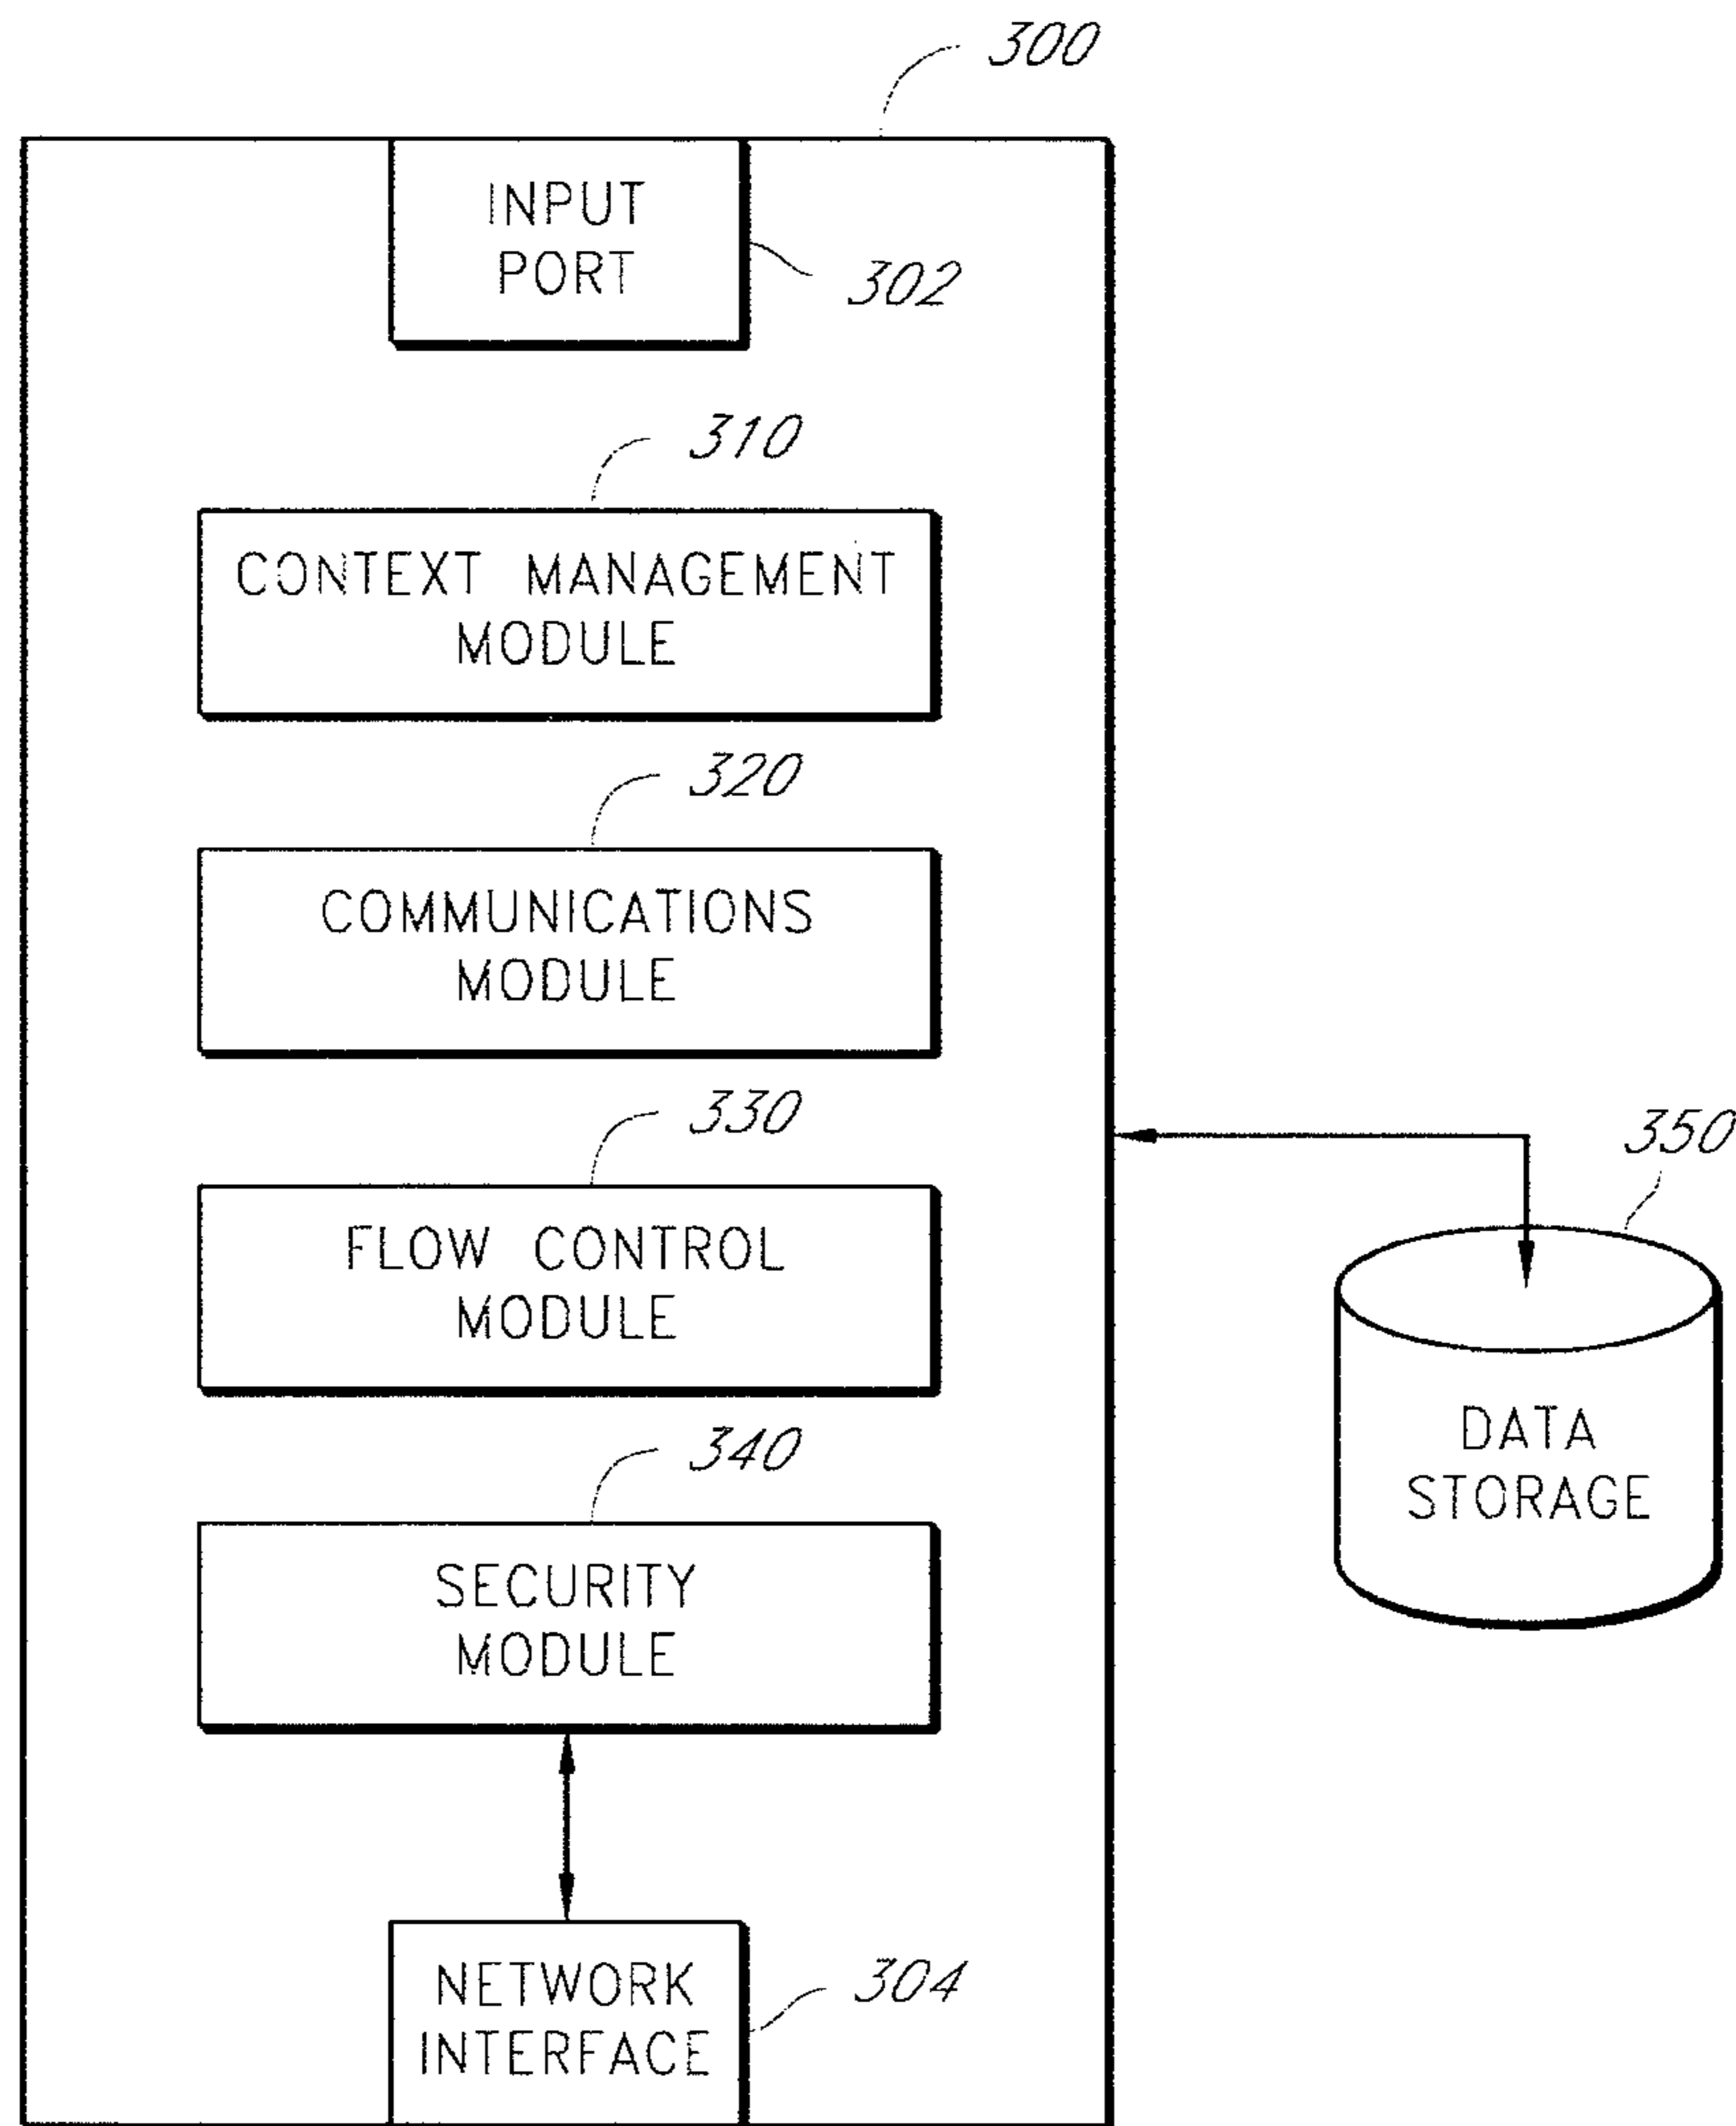 300
INPUT
PORT
302
310
CONTEXT MANAGEMENT
MODULE
320
COMMUNICATIONS
MODULE
330
FLOW CONTROL
MODULE
350
DATA
STORAGE
340
SECURITY
MODULE
NETWORK
INTERFACE
304